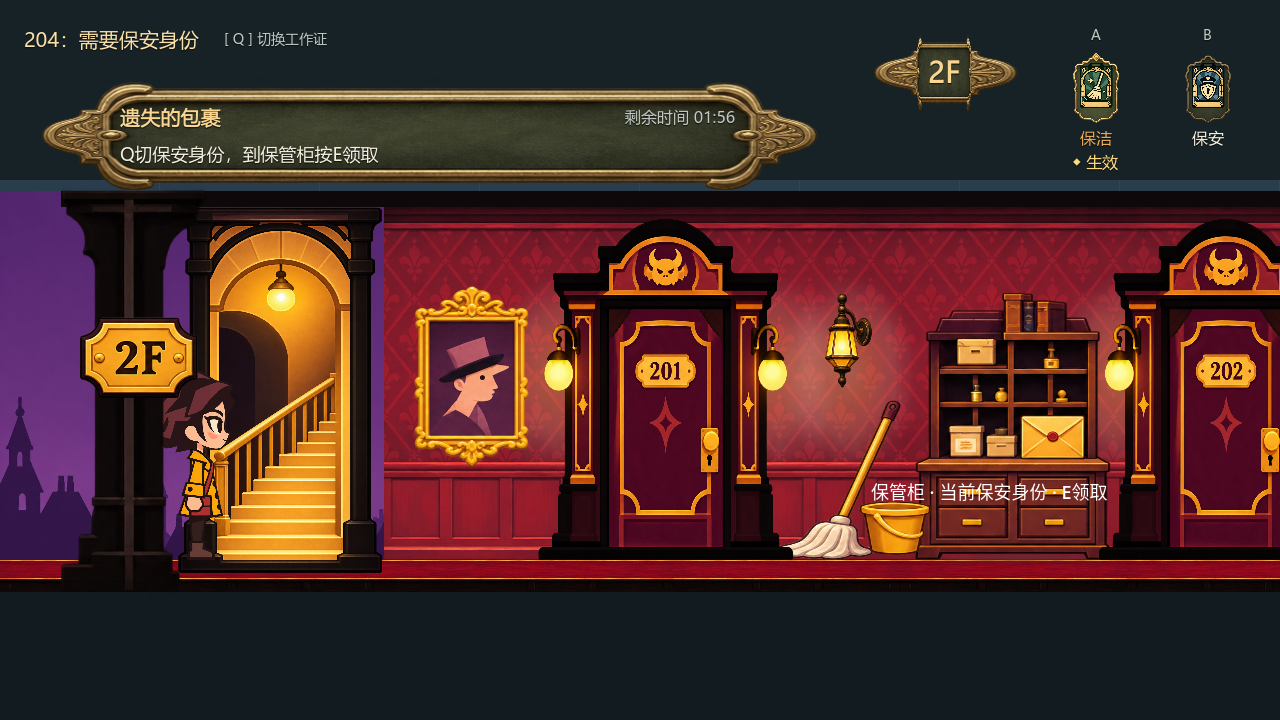 204：需要保安身份
[ Q ] 切换工作证
遗失的包裹
剩余时间 01:56
Q切保安身份，到保管柜按E领取
2F
A
B
保洁
保安
生效
2F
201
202
保管柜 · 当前保安身份 · E领取